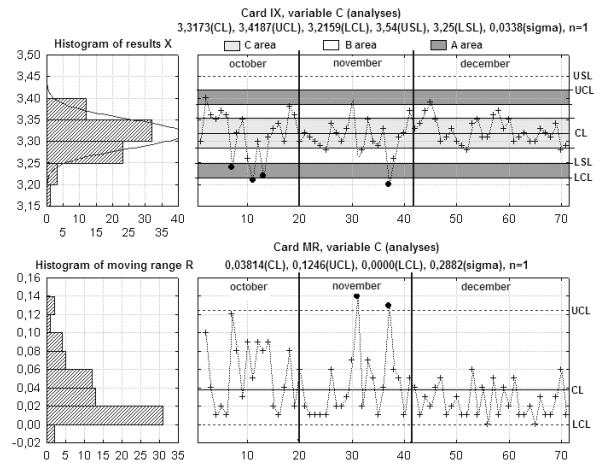 Card IX, variable C (analyses)
3,3173(CL), 3,4187(UCL), 3,2159(LCL), 3,54(USL), 3,25(LSL), 0,0338(sigma), n=1
C area B area A area
Histogram of results X
october november december
3,50
3,45
3,40
3,35
3,30
3,25
3,20
3,15
USL
UCL
CL
LSL
LCL
0 10 20 30 40
5 15 25 35
10 20 30 40 50 60 70
Card MR, variable C (analyses)
0,03814(CL), 0,1246(UCL), 0,0000(LCL), 0,2882(sigma), n=1
Histogram of moving range R
october november december
0,16
0,14
0,12
0,10
0,08
0,06
0,04
0,02
0,00
-0,02
UCL
CL
LCL
0 5 10 15 20 25 30 35
10 20 30 40 50 60 70